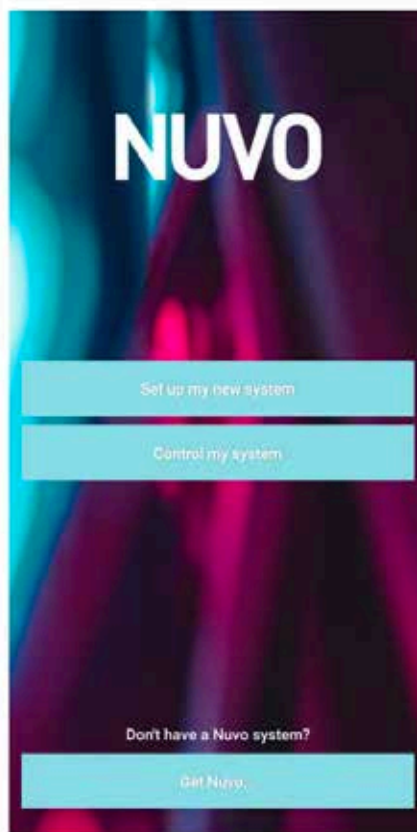 NUVO
Set up my new system
Control my system
Don't have a Nuvo system?
Get Nuvo.